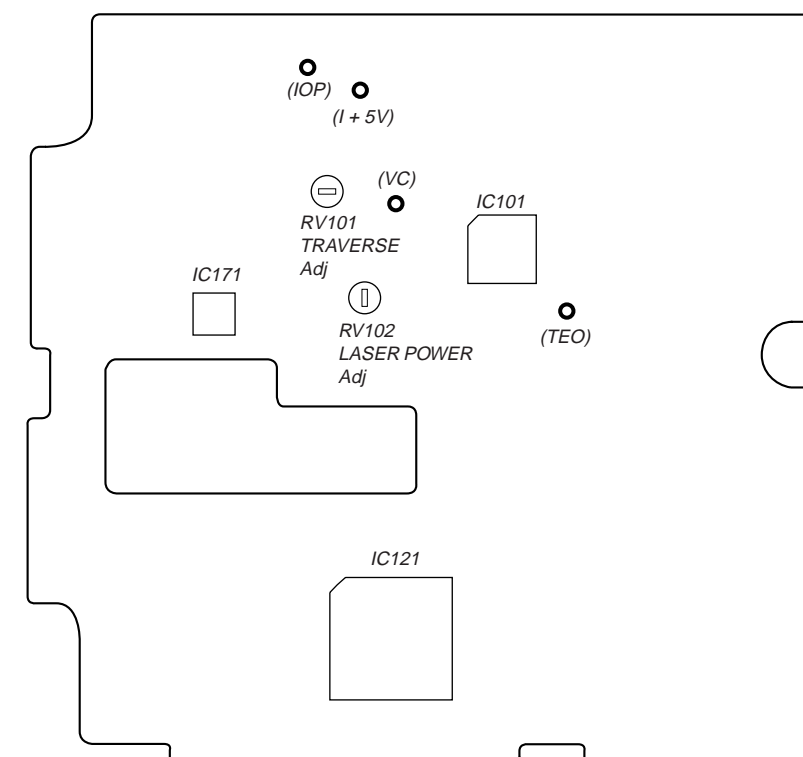 (IOP)
(I + 5V)
(VC)
IC101
RV101
TRAVERSE
Adj
IC171
RV102
LASER POWER
Adj
(TEO)
IC121